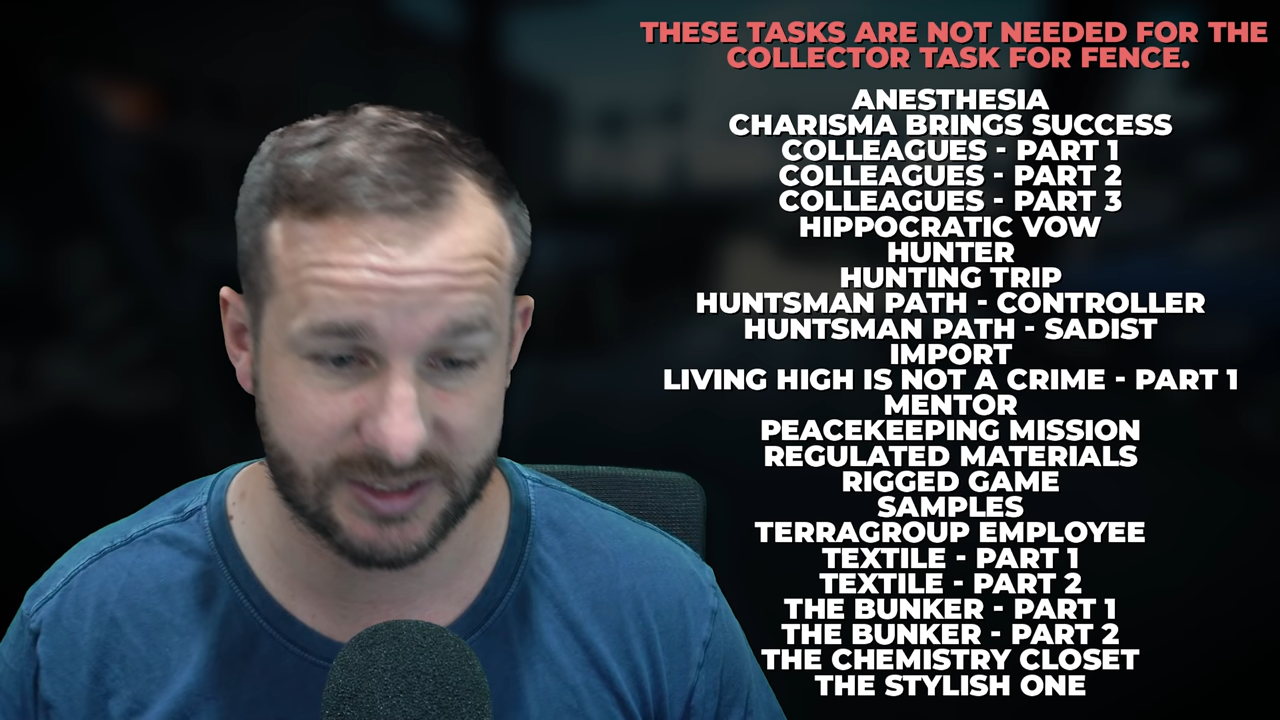 THESE TASKS ARE NOT NEEDED FOR THE
COLLECTOR TASK FOR FENCE.
ANESTHESIA
CHARISMA BRINGS SUCCESS
COLLEAGUES - PART 1
COLLEAGUES - PART 2
COLLEAGUES - PART 3
HIPPOCRATIC VOW
HUNTER
HUNTING TRIP
HUNTSMAN PATH - CONTROLLER
HUNTSMAN PATH - SADIST
IMPORT
LIVING HIGH IS NOT A CRIME - PART 1
MENTOR
PEACEKEEPING MISSION
REGULATED MATERIALS
RIGGED GAME
SAMPLES
TERRAGROUP EMPLOYEE
TEXTILE - PART 1
TEXTILE - PART 2
THE BUNKER - PART 1
THE BUNKER - PART 2
THE CHEMISTRY CLOSET
THE STYLISH ONE